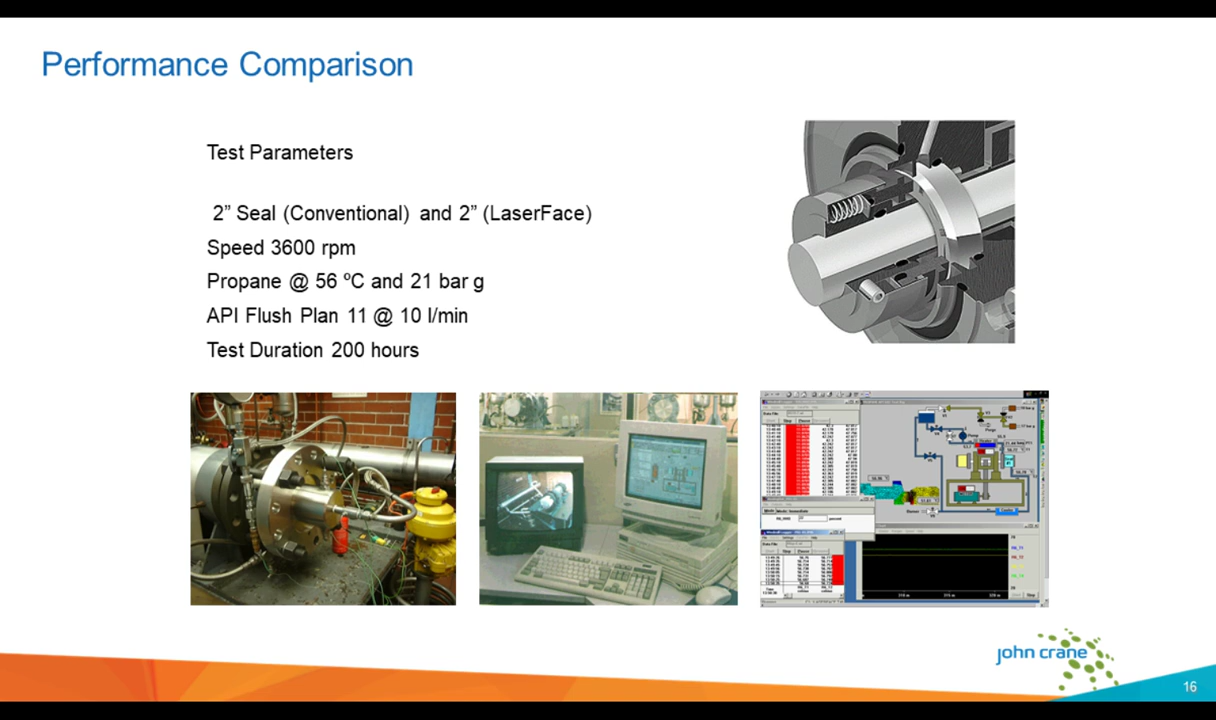 Performance Comparison
Test Parameters
2” Seal (Conventional) and 2” (LaserFace)
Speed 3600 rpm
Propane @ 56 ºC and 21 bar g
API Flush Plan 11 @ 10 l/min
Test Duration 200 hours
john crane
16